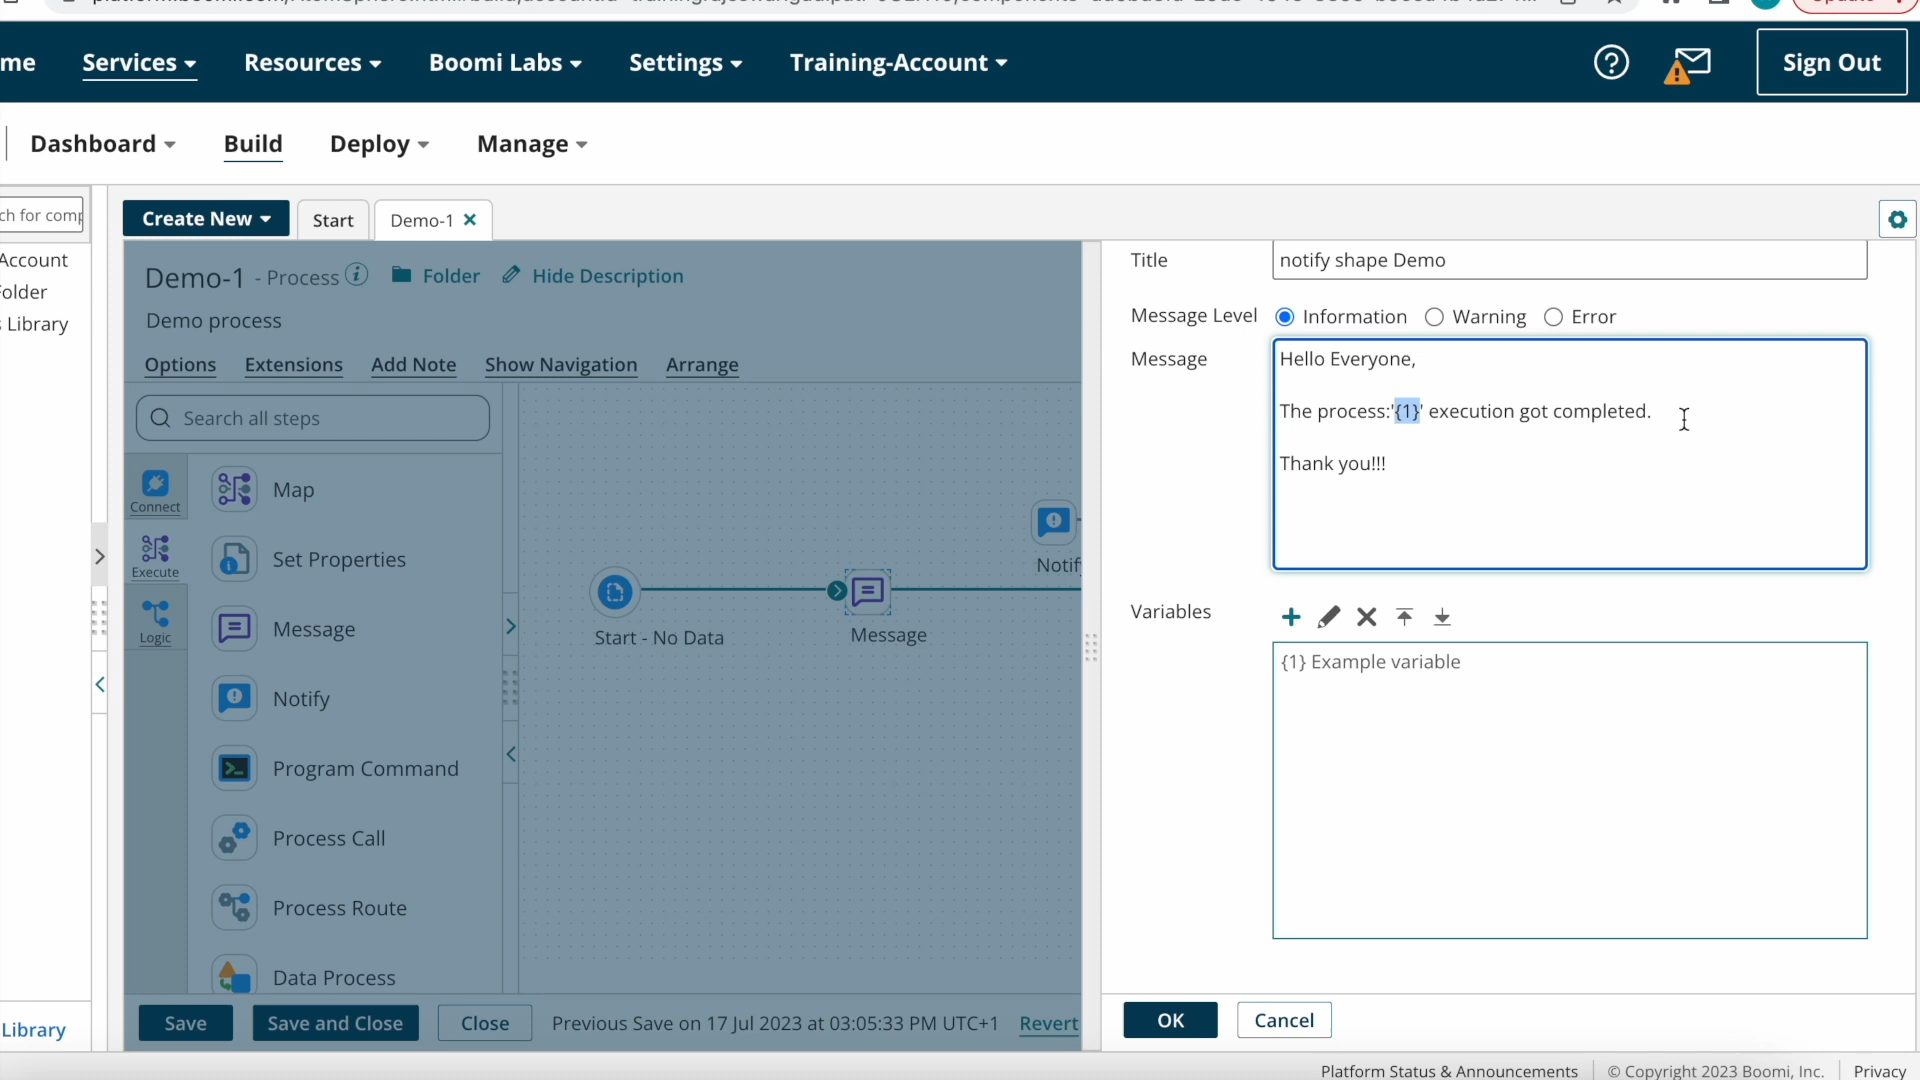 me
Services
Resources
Boomi Labs
Settings
Training-Account
Sign Out
Dashboard
Build
Deploy
Manage
Create New
Start
Demo-1
Account
Folder
Library
Library
Demo-1 - Process
Folder
Hide Description
Demo process
Options
Extensions
Add Note
Show Navigation
Arrange
Search all steps
Connect
Execute
Logic
Map
Set Properties
Message
Notify
Program Command
Process Call
Process Route
Data Process
Start - No Data
Message
Notif
Save
Save and Close
Close
Previous Save on 17 Jul 2023 at 03:05:33 PM UTC+1
Revert
Title
notify shape Demo
Message Level
Information
Warning
Error
Message
Hello Everyone,
The process:'{1}' execution got completed.
Thank you!!!
Variables
{1} Example variable
OK
Cancel
Platform Status & Announcements
© Copyright 2023 Boomi, Inc.
Privacy